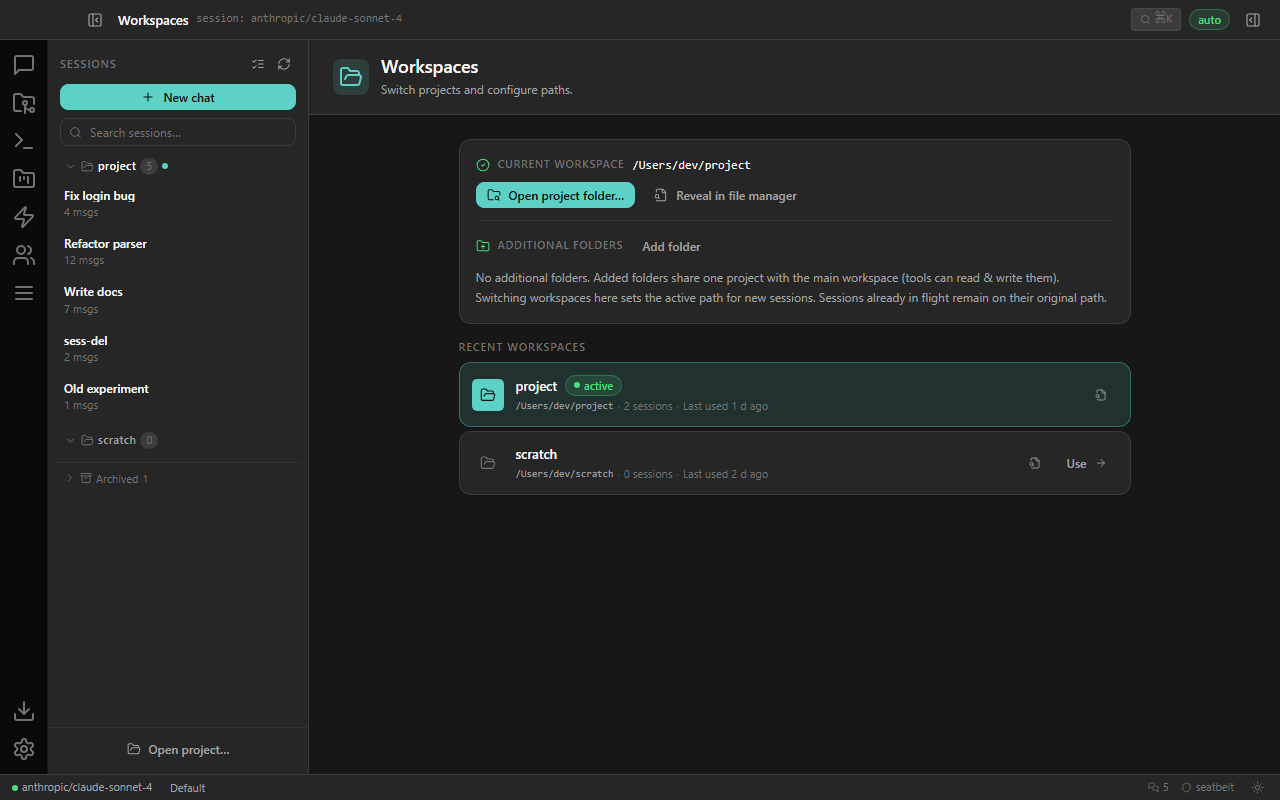 Workspaces session: anthropic/claude-sonnet-4
⌘K
auto
SESSIONS
New chat
Search sessions...
project 5
Fix login bug
4 msgs
Refactor parser
12 msgs
Write docs
7 msgs
sess-del
2 msgs
Old experiment
1 msgs
scratch 0
Archived 1
Open project...
Workspaces
Switch projects and configure paths.
CURRENT WORKSPACE /Users/dev/project
Open project folder... Reveal in file manager
ADDITIONAL FOLDERS Add folder
No additional folders. Added folders share one project with the main workspace (tools can read & write them).
Switching workspaces here sets the active path for new sessions. Sessions already in flight remain on their original path.
RECENT WORKSPACES
project active
/Users/dev/project · 2 sessions · Last used 1 d ago
scratch
/Users/dev/scratch · 0 sessions · Last used 2 d ago
Use
anthropic/claude-sonnet-4 Default
5 seatbelt